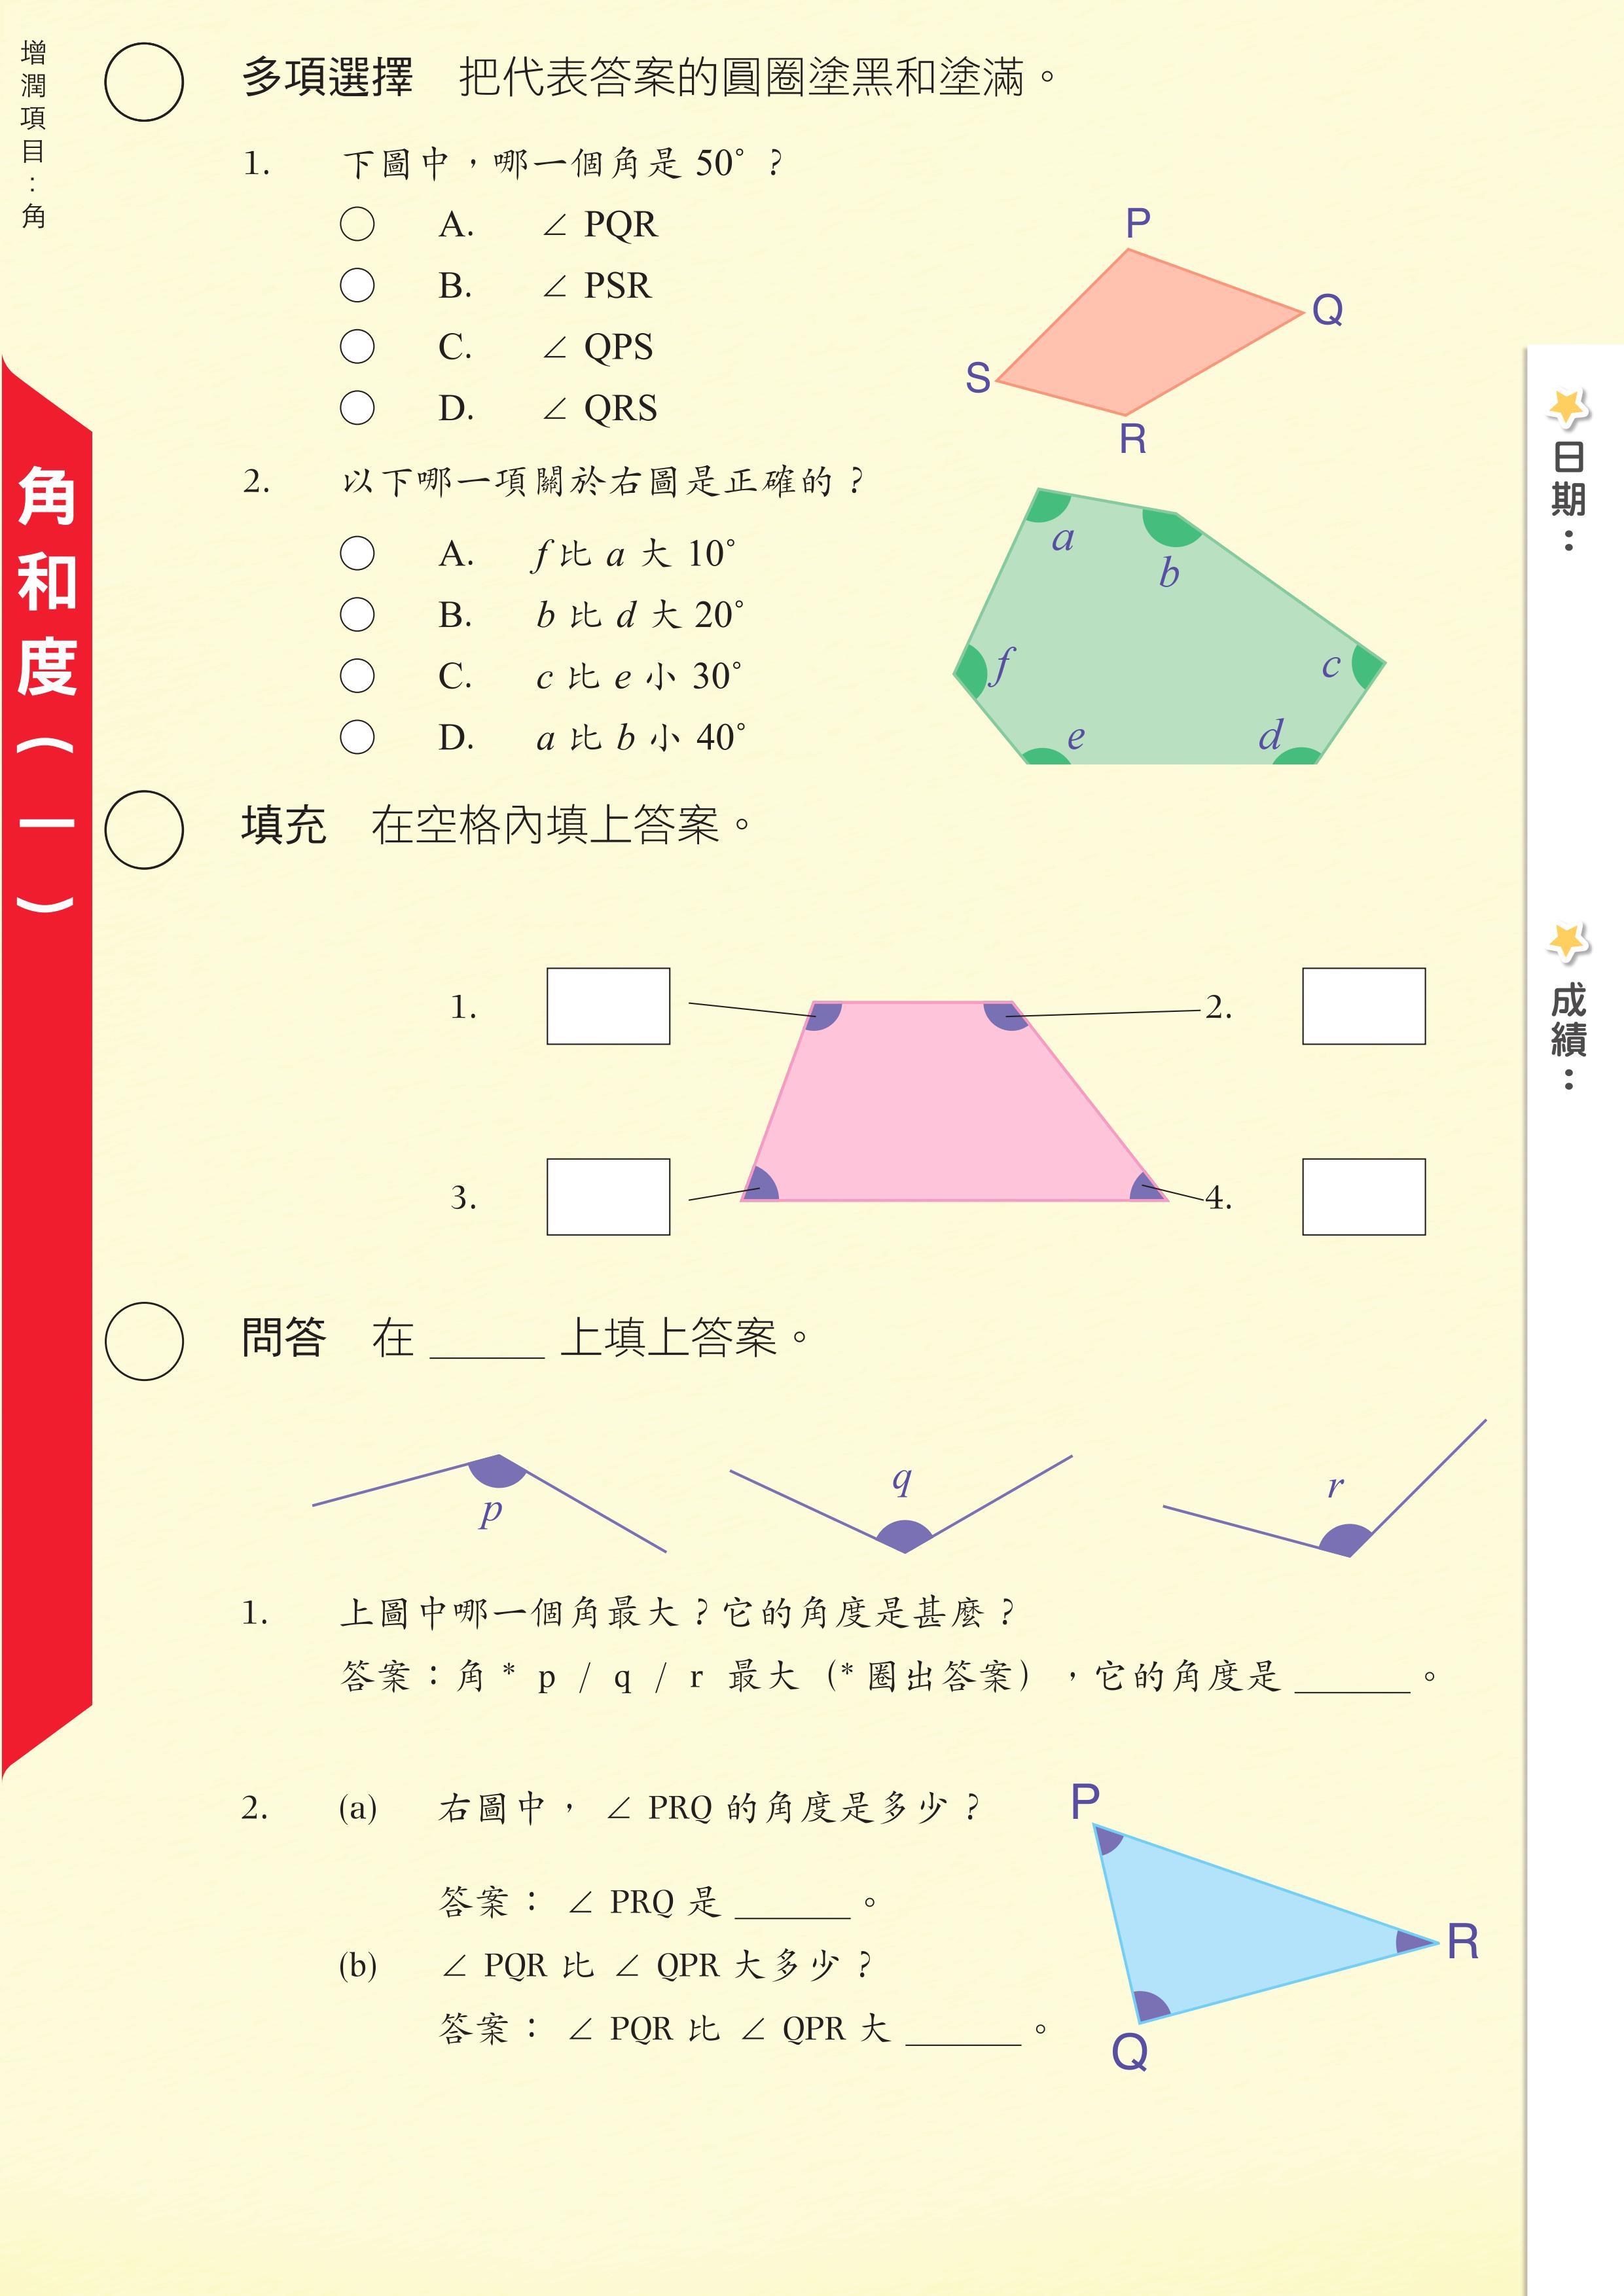 增潤項目：角
角和度（一）
多項選擇 把代表答案的圓圈塗黑和塗滿。
1. 下圖中，哪一個角是 50° ?
A. ∠ PQR
B. ∠ PSR
C. ∠ QPS
D. ∠ QRS
P
Q
S
R
2. 以下哪一項關於右圖是正確的 ?
A. f 比 a 大 10°
B. b 比 d 大 20°
C. c 比 e 小 30°
D. a 比 b 小 40°
a
b
c
d
e
f
填充 在空格內填上答案。
1.
2.
3.
4.
問答 在 ______ 上填上答案。
p
q
r
1. 上圖中哪一個角最大 ? 它的角度是甚麼 ?
答案：角 * p / q / r 最大（* 圈出答案），它的角度是 ______ 。
2. (a) 右圖中， ∠ PRQ 的角度是多少 ?
答案： ∠ PRQ 是 ______ 。
(b) ∠ PQR 比 ∠ QPR 大多少 ?
答案： ∠ PQR 比 ∠ QPR 大 ______ 。
P
R
Q
日期：
成績：